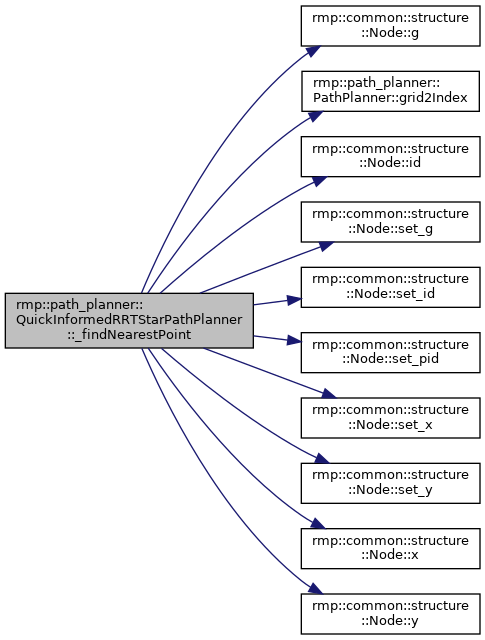 rmp::common::structure
::Node::g
rmp::path_planner::
PathPlanner::grid2Index
rmp::common::structure
::Node::id
rmp::common::structure
::Node::set_g
rmp::path_planner::
QuickInformedRRTStarPathPlanner
::_findNearestPoint
rmp::common::structure
::Node::set_id
rmp::common::structure
::Node::set_pid
rmp::common::structure
::Node::set_x
rmp::common::structure
::Node::set_y
rmp::common::structure
::Node::x
rmp::common::structure
::Node::y